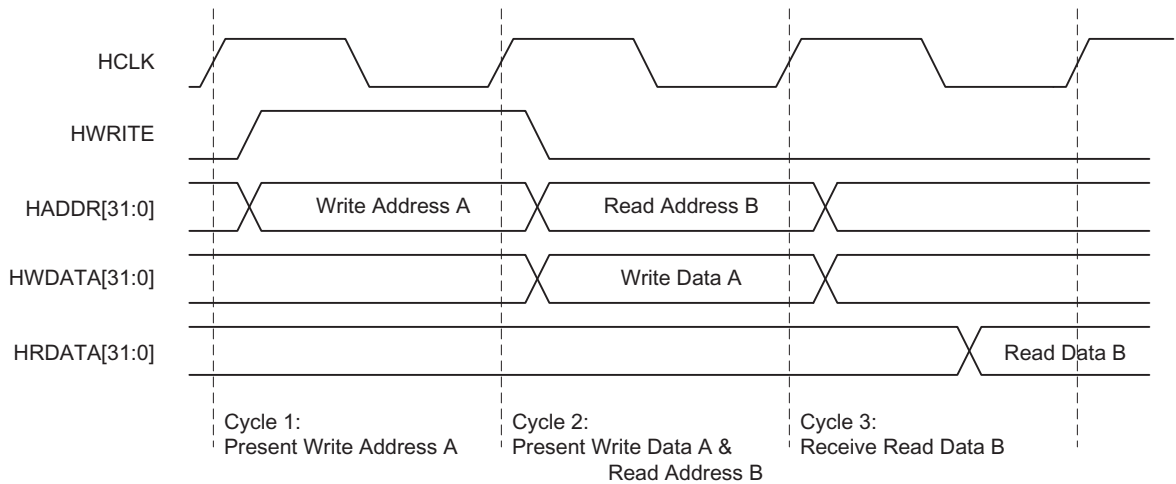 HCLK
HWRITE
HADDR[31:0]
Write Address A
Read Address B
HWDATA[31:0]
Write Data A
HRDATA[31:0]
Read Data B
Cycle 1:
Present Write Address A
Cycle 2:
Present Write Data A &
Read Address B
Cycle 3:
Receive Read Data B